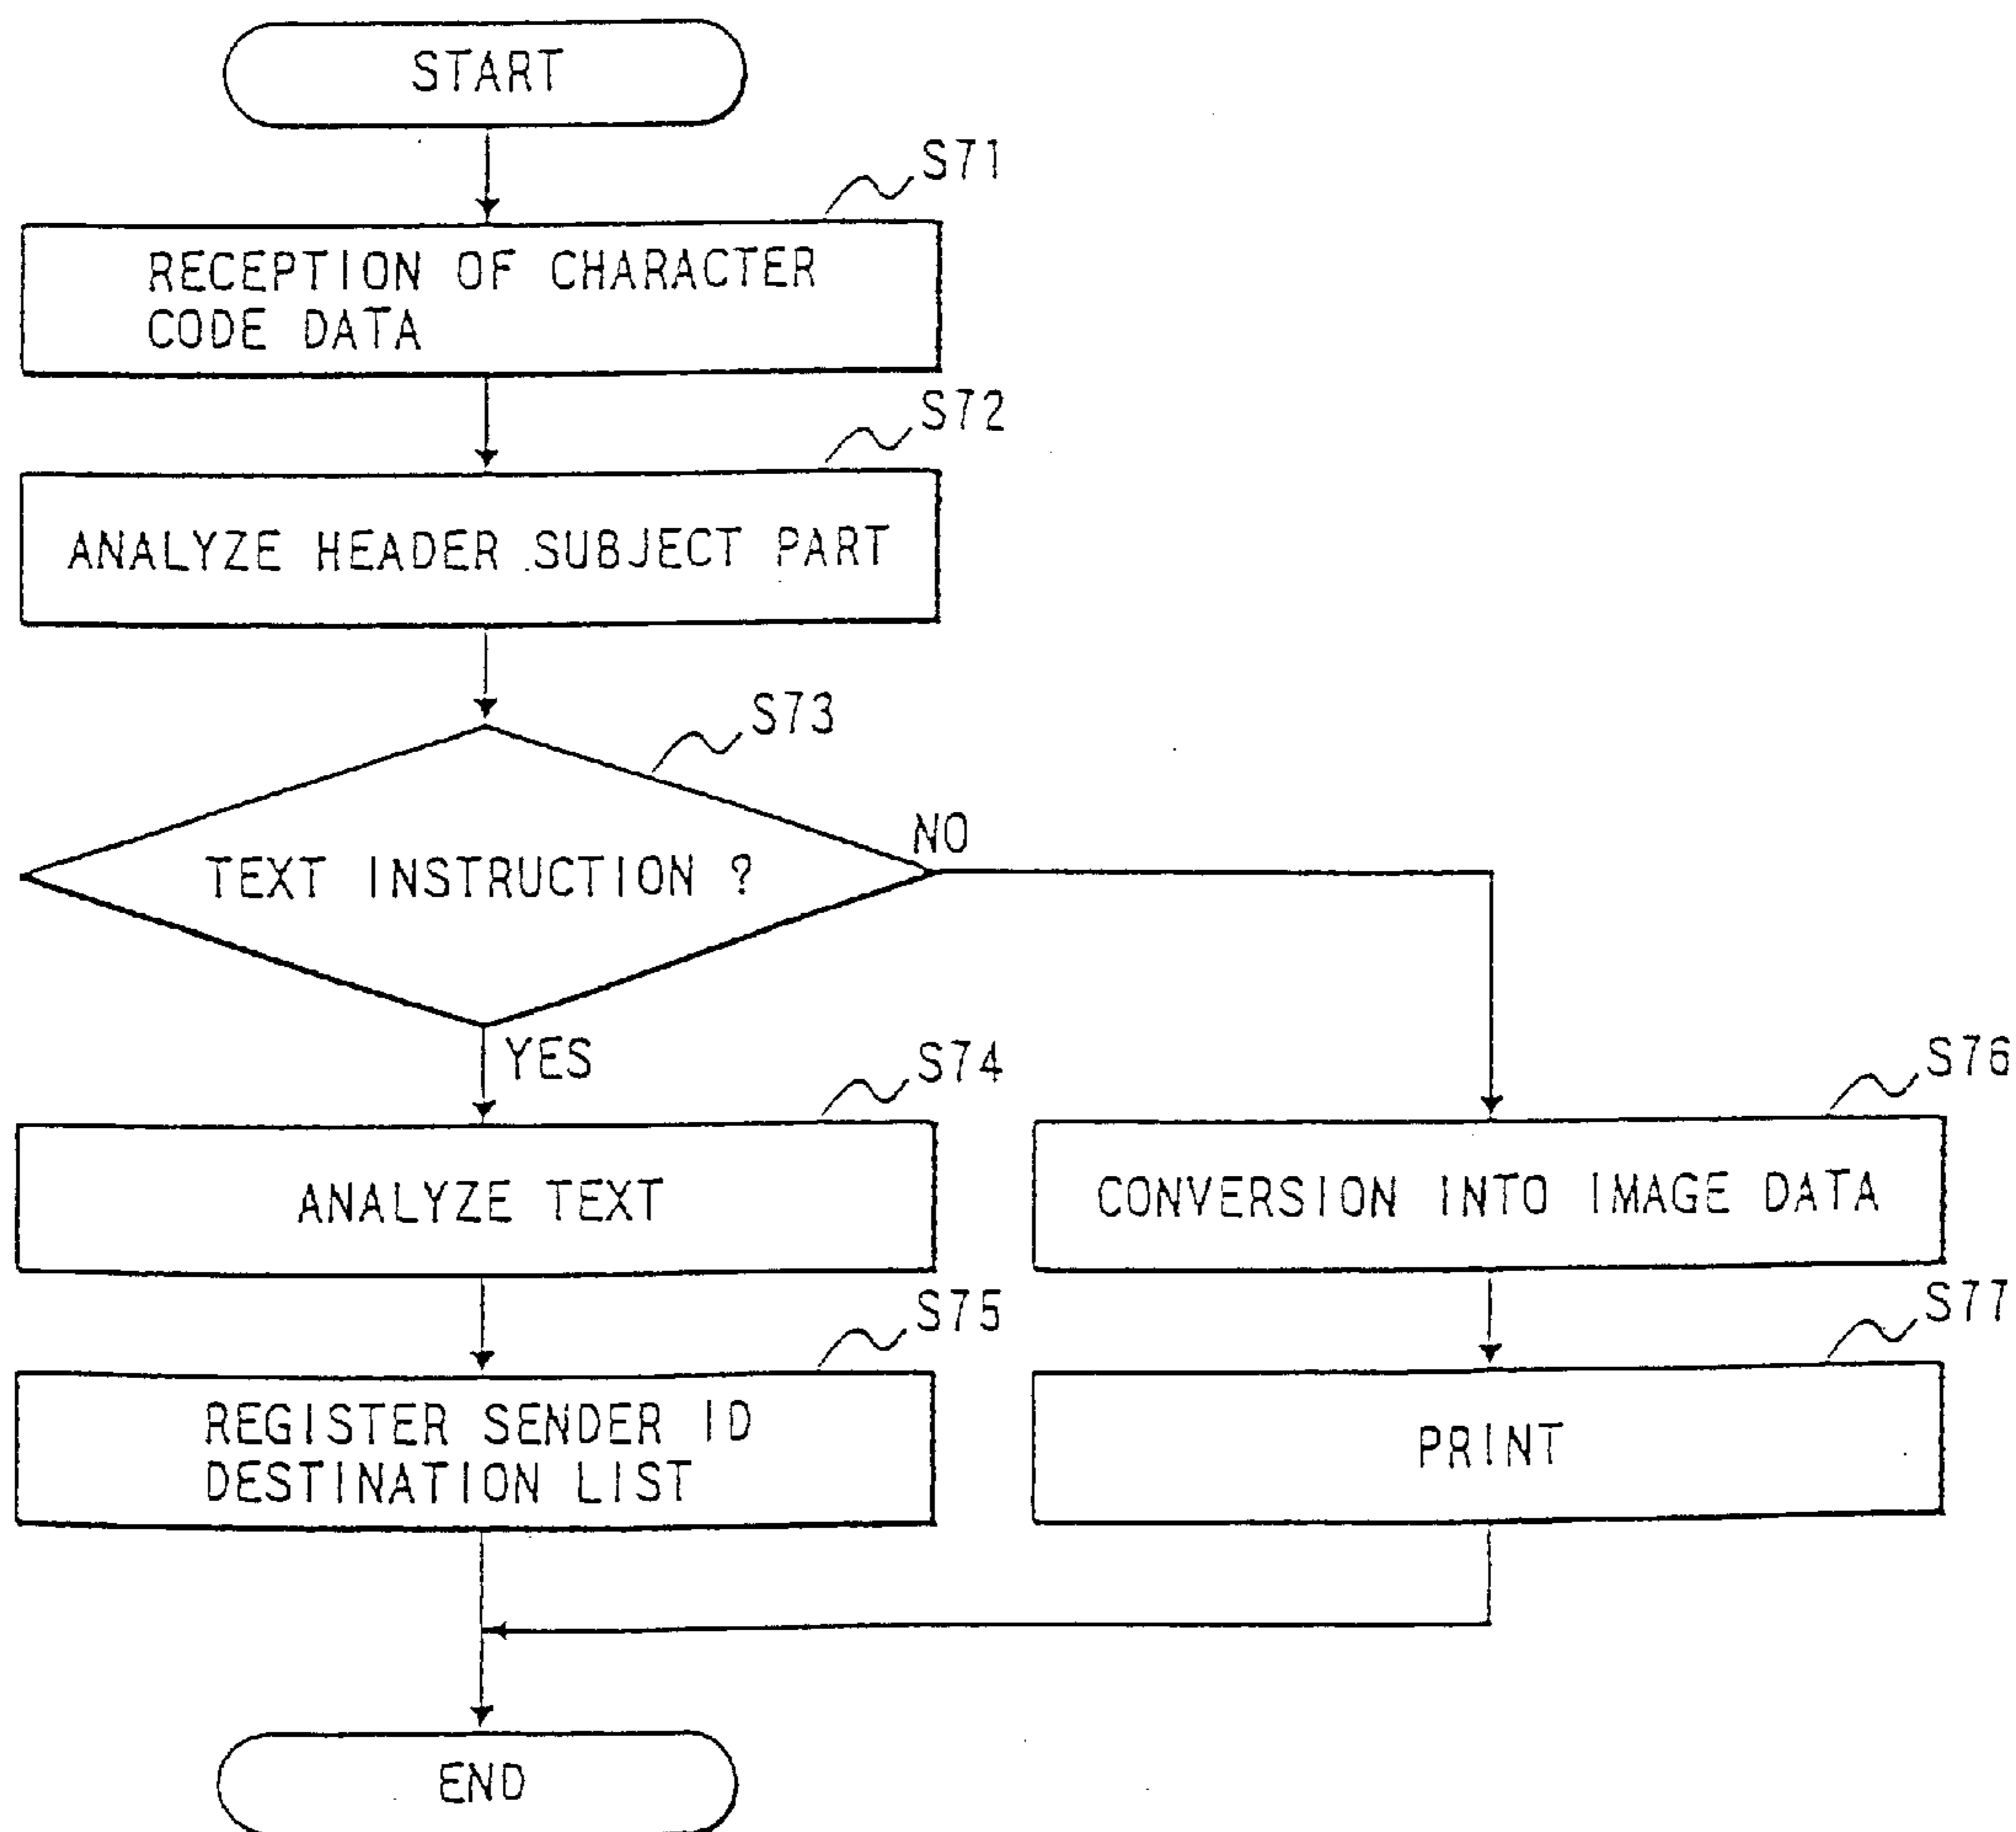 START
S71
RECEPTION OF CHARACTER
CODE DATA
S72
ANALYZE HEADER SUBJECT PART
S73
TEXT INSTRUCTION ?
NO
YES
S74
ANALYZE TEXT
S76
CONVERSION INTO IMAGE DATA
S75
REGISTER SENDER ID
DESTINATION LIST
S77
PRINT
END